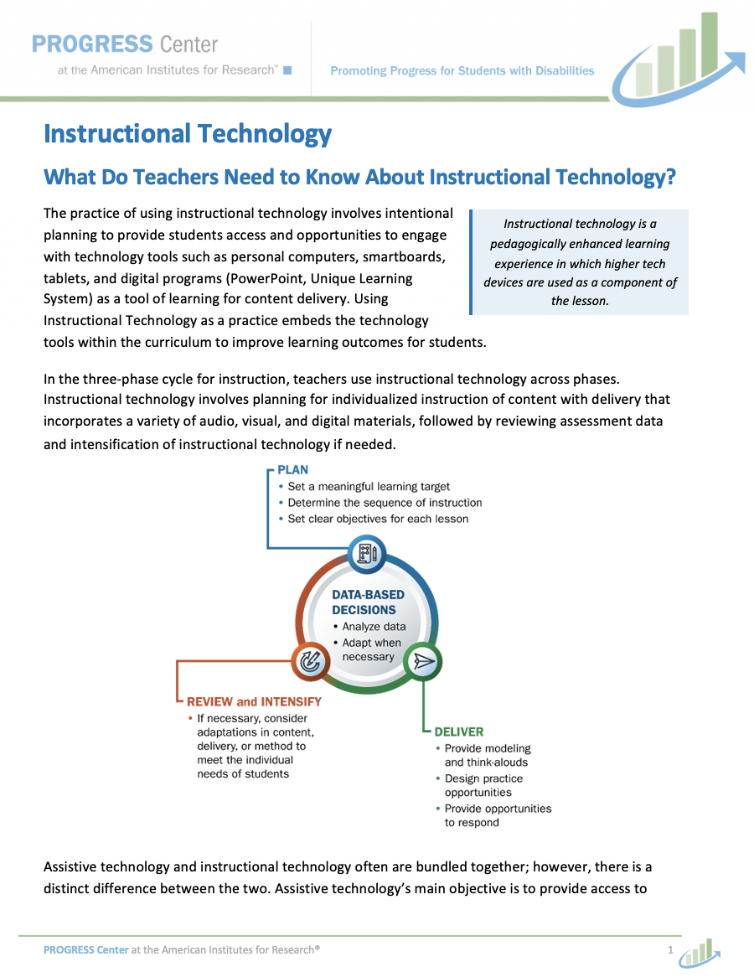 PROGRESS Center
at the American Institutes for Research®
Promoting Progress for Students with Disabilities
Instructional Technology
What Do Teachers Need to Know About Instructional Technology?
The practice of using instructional technology involves intentional
planning to provide students access and opportunities to engage
with technology tools such as personal computers, smartboards,
tablets, and digital programs (PowerPoint, Unique Learning
System) as a tool of learning for content delivery. Using
Instructional Technology as a practice embeds the technology
tools within the curriculum to improve learning outcomes for students.
Instructional technology is a
pedagogically enhanced learning
experience in which higher tech
devices are used as a component of
the lesson.
In the three-phase cycle for instruction, teachers use instructional technology across phases.
Instructional technology involves planning for individualized instruction of content with delivery that
incorporates a variety of audio, visual, and digital materials, followed by reviewing assessment data
and intensification of instructional technology if needed.
PLAN
• Set a meaningful learning target
• Determine the sequence of instruction
• Set clear objectives for each lesson
DATA-BASED
DECISIONS
• Analyze data
• Adapt when
necessary
REVIEW and INTENSIFY
• If necessary, consider
adaptations in content,
delivery, or method to
meet the individual
needs of students
DELIVER
• Provide modeling
and think-alouds
• Design practice
opportunities
• Provide opportunities
to respond
Assistive technology and instructional technology often are bundled together; however, there is a
distinct difference between the two. Assistive technology's main objective is to provide access to
PROGRESS Center at the American Institutes for Research®
1